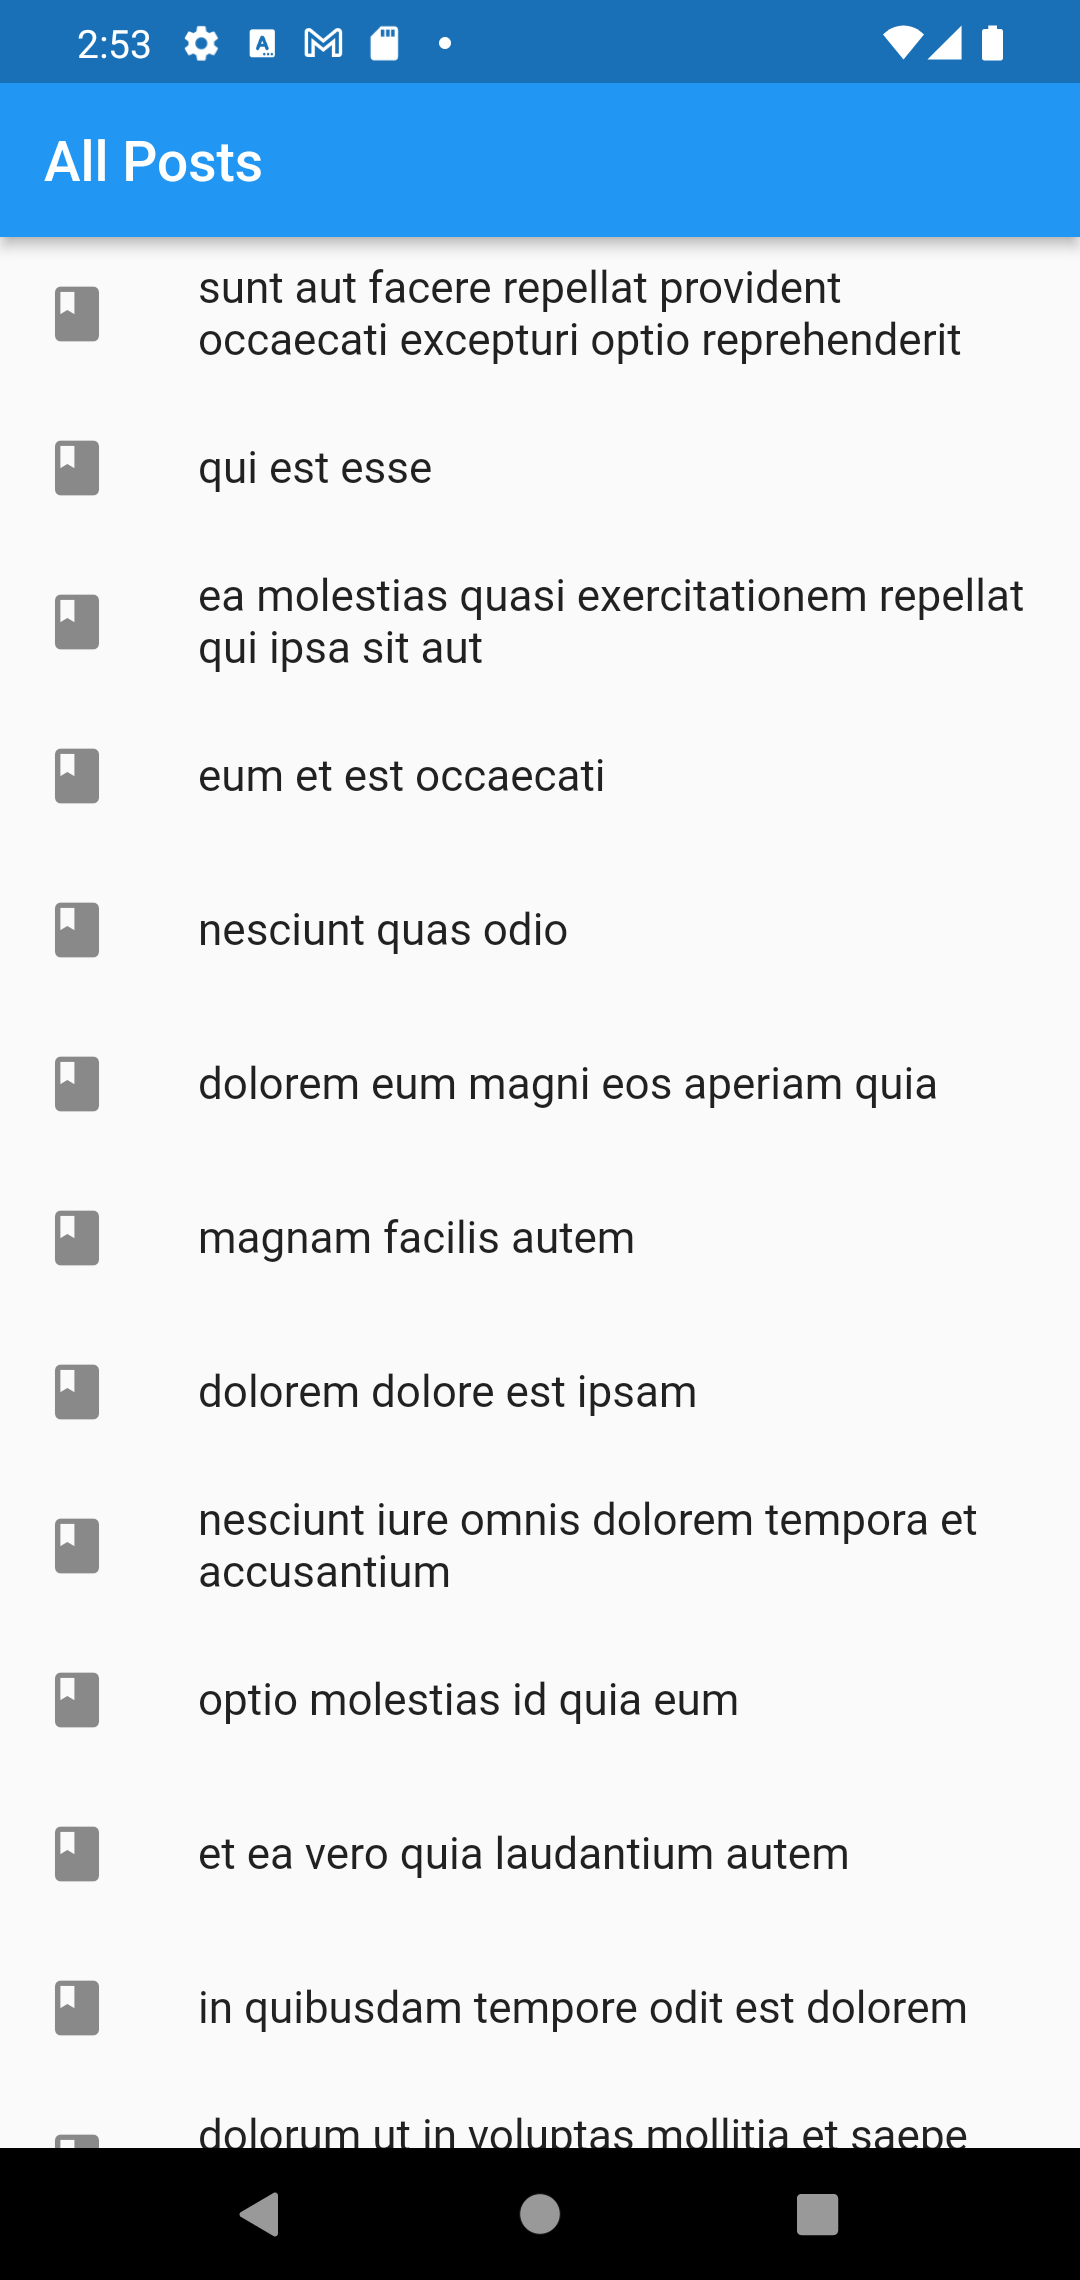 2:53
All Posts
sunt aut facere repellat provident
occaecati excepturi optio reprehenderit
qui est esse
ea molestias quasi exercitationem repellat
qui ipsa sit aut
eum et est occaecati
nesciunt quas odio
dolorem eum magni eos aperiam quia
magnam facilis autem
dolorem dolore est ipsam
nesciunt iure omnis dolorem tempora et
accusantium
optio molestias id quia eum
et ea vero quia laudantium autem
in quibusdam tempore odit est dolorem
dolorum ut in voluptas mollitia et saepe